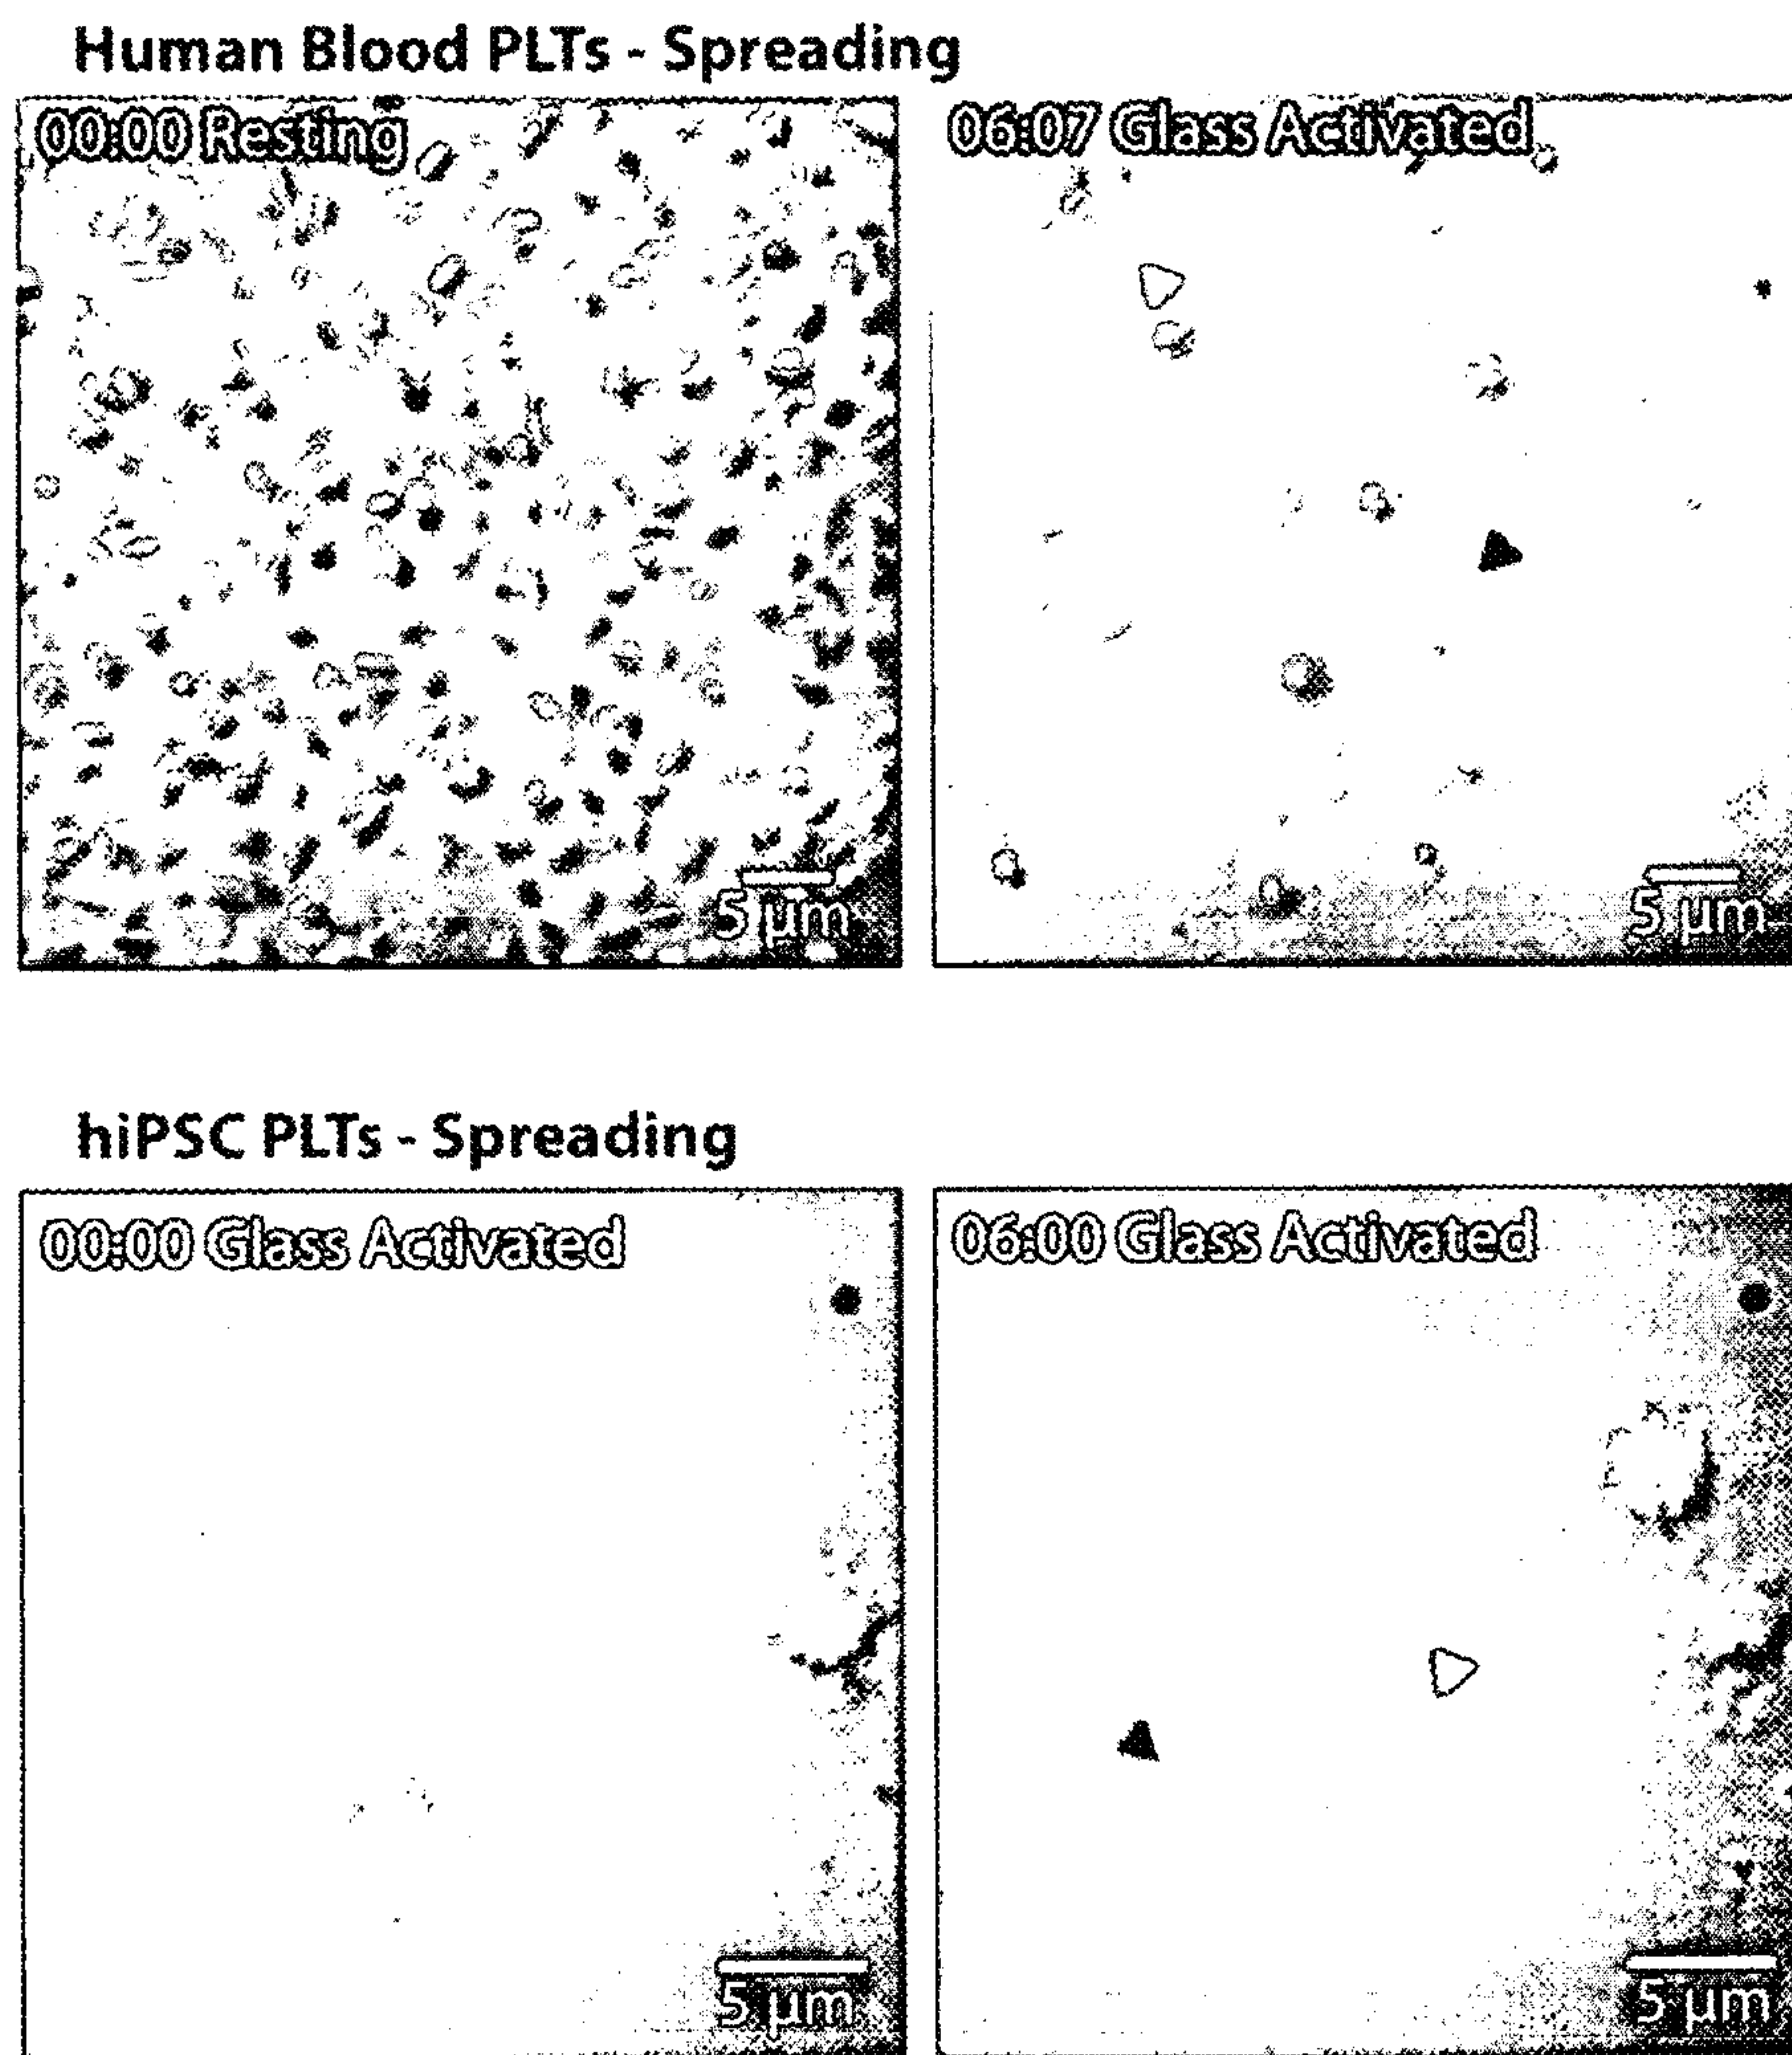 Human Blood PLTs - Spreading
00:00 Resting
06:07 Glass Activated
5 µm
5 µm
hiPSC PLTs - Spreading
00:00 Glass Activated
06:00 Glass Activated
5 µm
5 µm